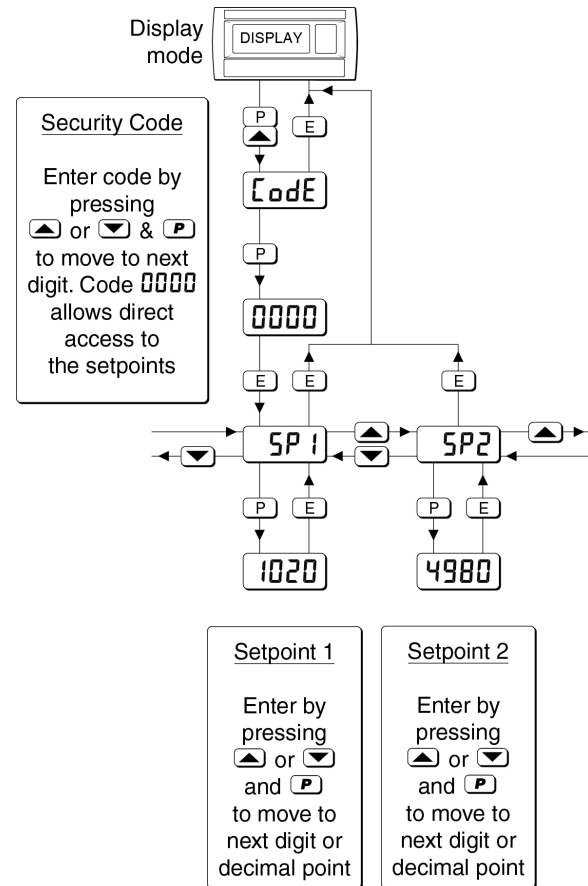 Display
mode
DISPLAY
Security Code
Enter code by
pressing
▲ or ▼ & P
to move to next
digit. Code 0000
allows direct
access to
the setpoints
P
E
CodE
P
0000
E E E
SP1 SP2
P E P E
1020 4980
Setpoint 1
Enter by
pressing
▲ or ▼
and P
to move to
next digit or
decimal point
Setpoint 2
Enter by
pressing
▲ or ▼
and P
to move to
next digit or
decimal point